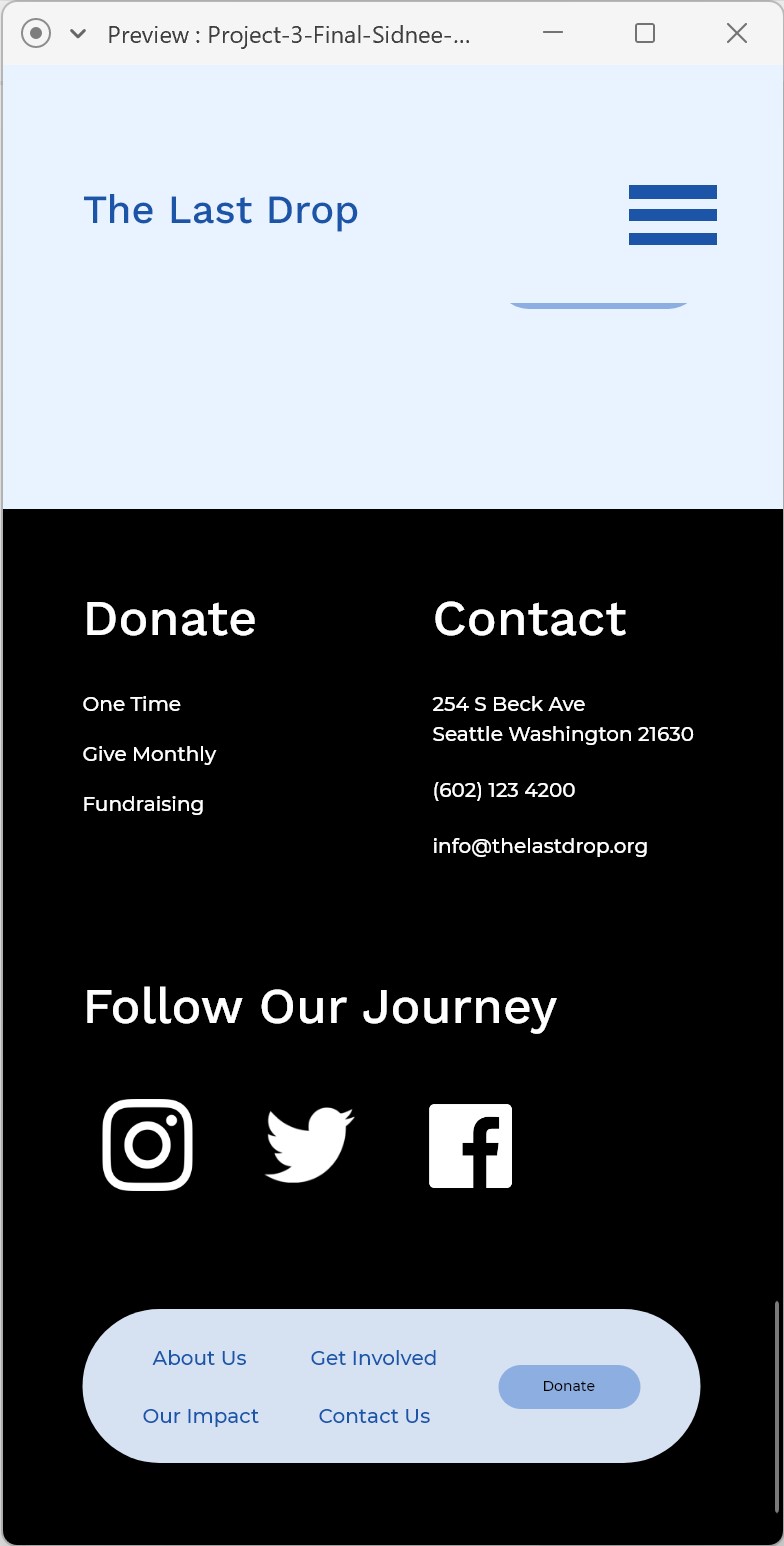 Preview : Project-3-Final-Sidnee-...
The Last Drop
Donate
One Time
Give Monthly
Fundraising
Contact
254 S Beck Ave
Seattle Washington 21630
(602) 123 4200
info@thelastdrop.org
Follow Our Journey
About Us
Get Involved
Our Impact
Contact Us
Donate